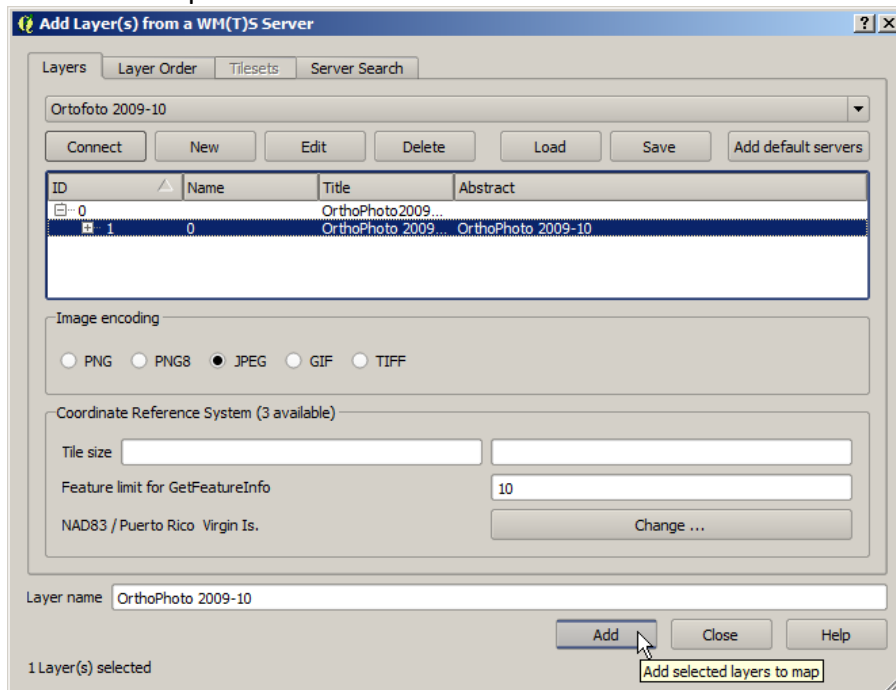 Add Layer(s) from a WM(T)S Server
Layers Layer Order Tilesets Server Search
Ortofoto 2009-10
Connect New Edit Delete Load Save Add default servers
ID Name Title Abstract
0 OrthoPhoto2009...
1 0 OrthoPhoto 2009... OrthoPhoto 2009-10
Image encoding
PNG PNG8 JPEG GIF TIFF
Coordinate Reference System (3 available)
Tile size
Feature limit for GetFeatureInfo 10
NAD83 / Puerto Rico Virgin Is. Change ...
Layer name OrthoPhoto 2009-10
Add Close Help
1 Layer(s) selected
Add selected layers to map